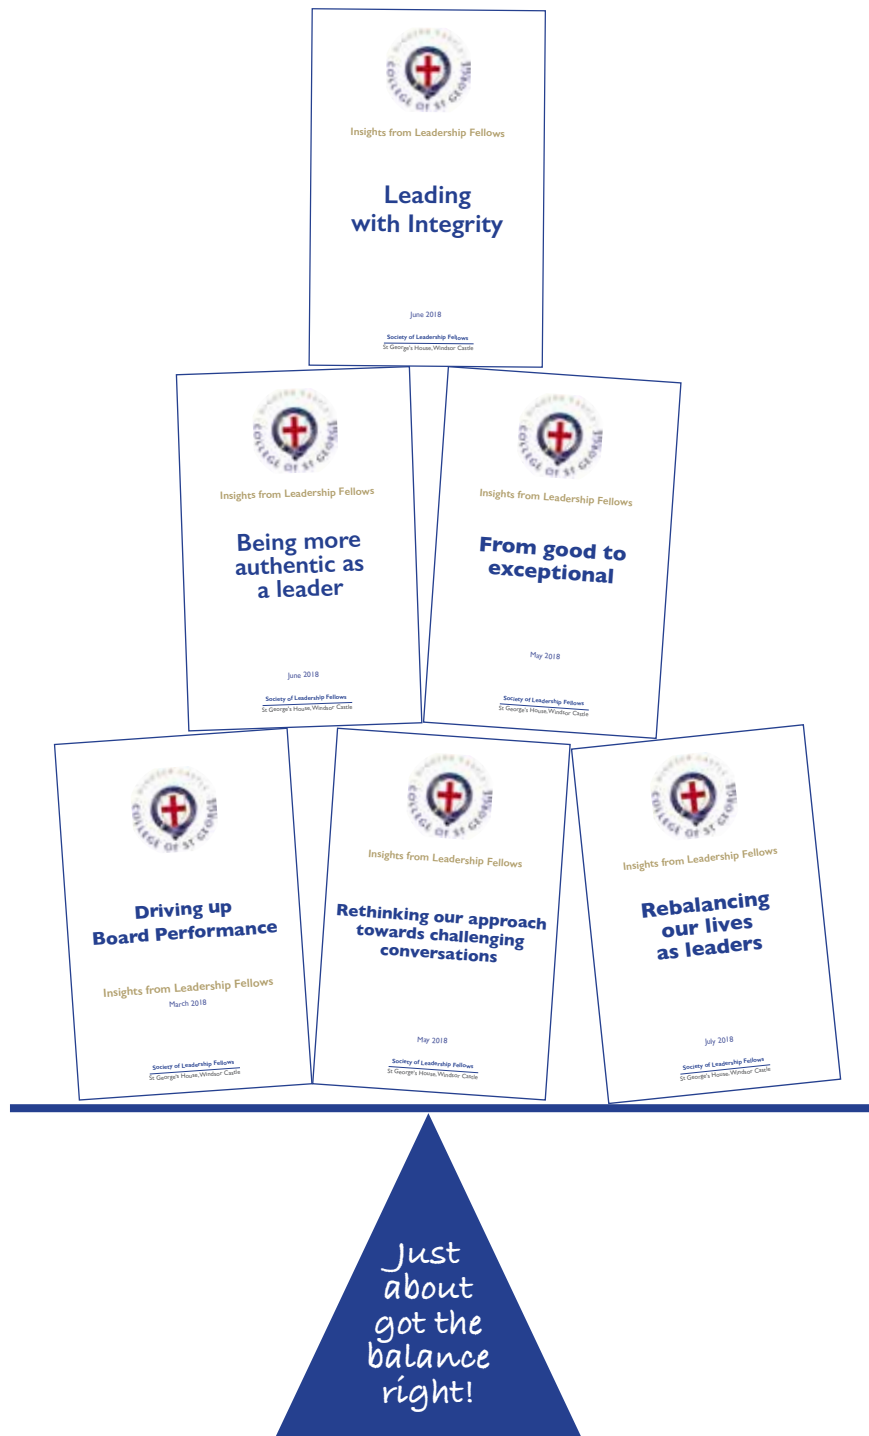 COLLEGE OF ST GEORGE
Insights from Leadership Fellows
Leading
with Integrity
June 2018
Society of Leadership Fellows
St George's House, Windsor Castle
COLLEGE OF ST GEORGE
Insights from Leadership Fellows
Being more
authentic as
a leader
June 2018
Society of Leadership Fellows
St George's House, Windsor Castle
COLLEGE OF ST GEORGE
Insights from Leadership Fellows
From good to
exceptional
May 2018
Society of Leadership Fellows
St George's House, Windsor Castle
COLLEGE OF ST GEORGE
Driving up
Board Performance
Insights from Leadership Fellows
March 2018
Society of Leadership Fellows
St George's House, Windsor Castle
COLLEGE OF ST GEORGE
Insights from Leadership Fellows
Rethinking our approach
towards challenging
conversations
May 2018
Society of Leadership Fellows
St George's House, Windsor Castle
COLLEGE OF ST GEORGE
Insights from Leadership Fellows
Rebalancing
our lives
as leaders
July 2018
Society of Leadership Fellows
St George's House, Windsor Castle
Just
about
got the
balance
right!